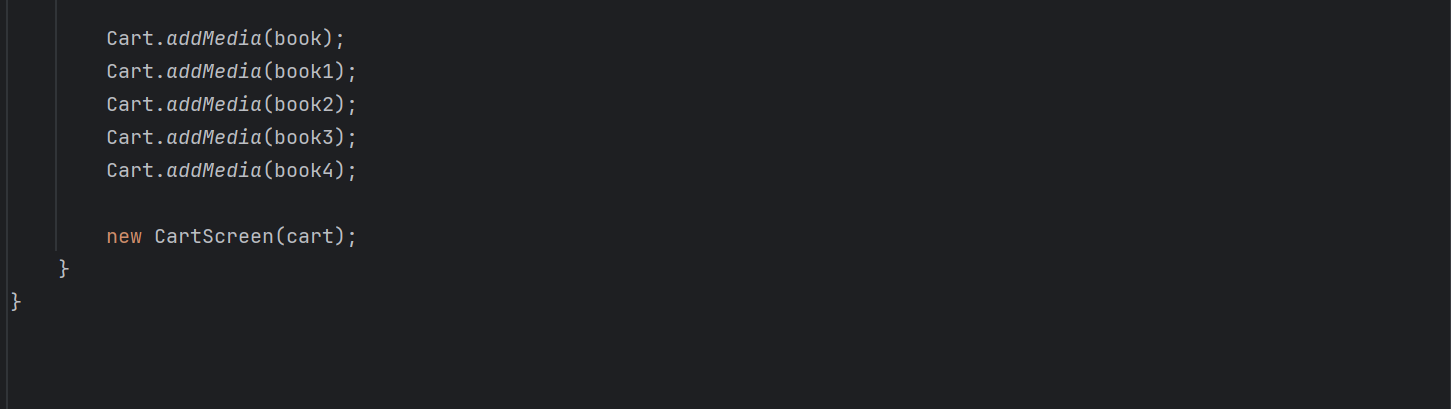 Cart.addMedia(book);
Cart.addMedia(book1);
Cart.addMedia(book2);
Cart.addMedia(book3);
Cart.addMedia(book4);
new CartScreen(cart);
}
}